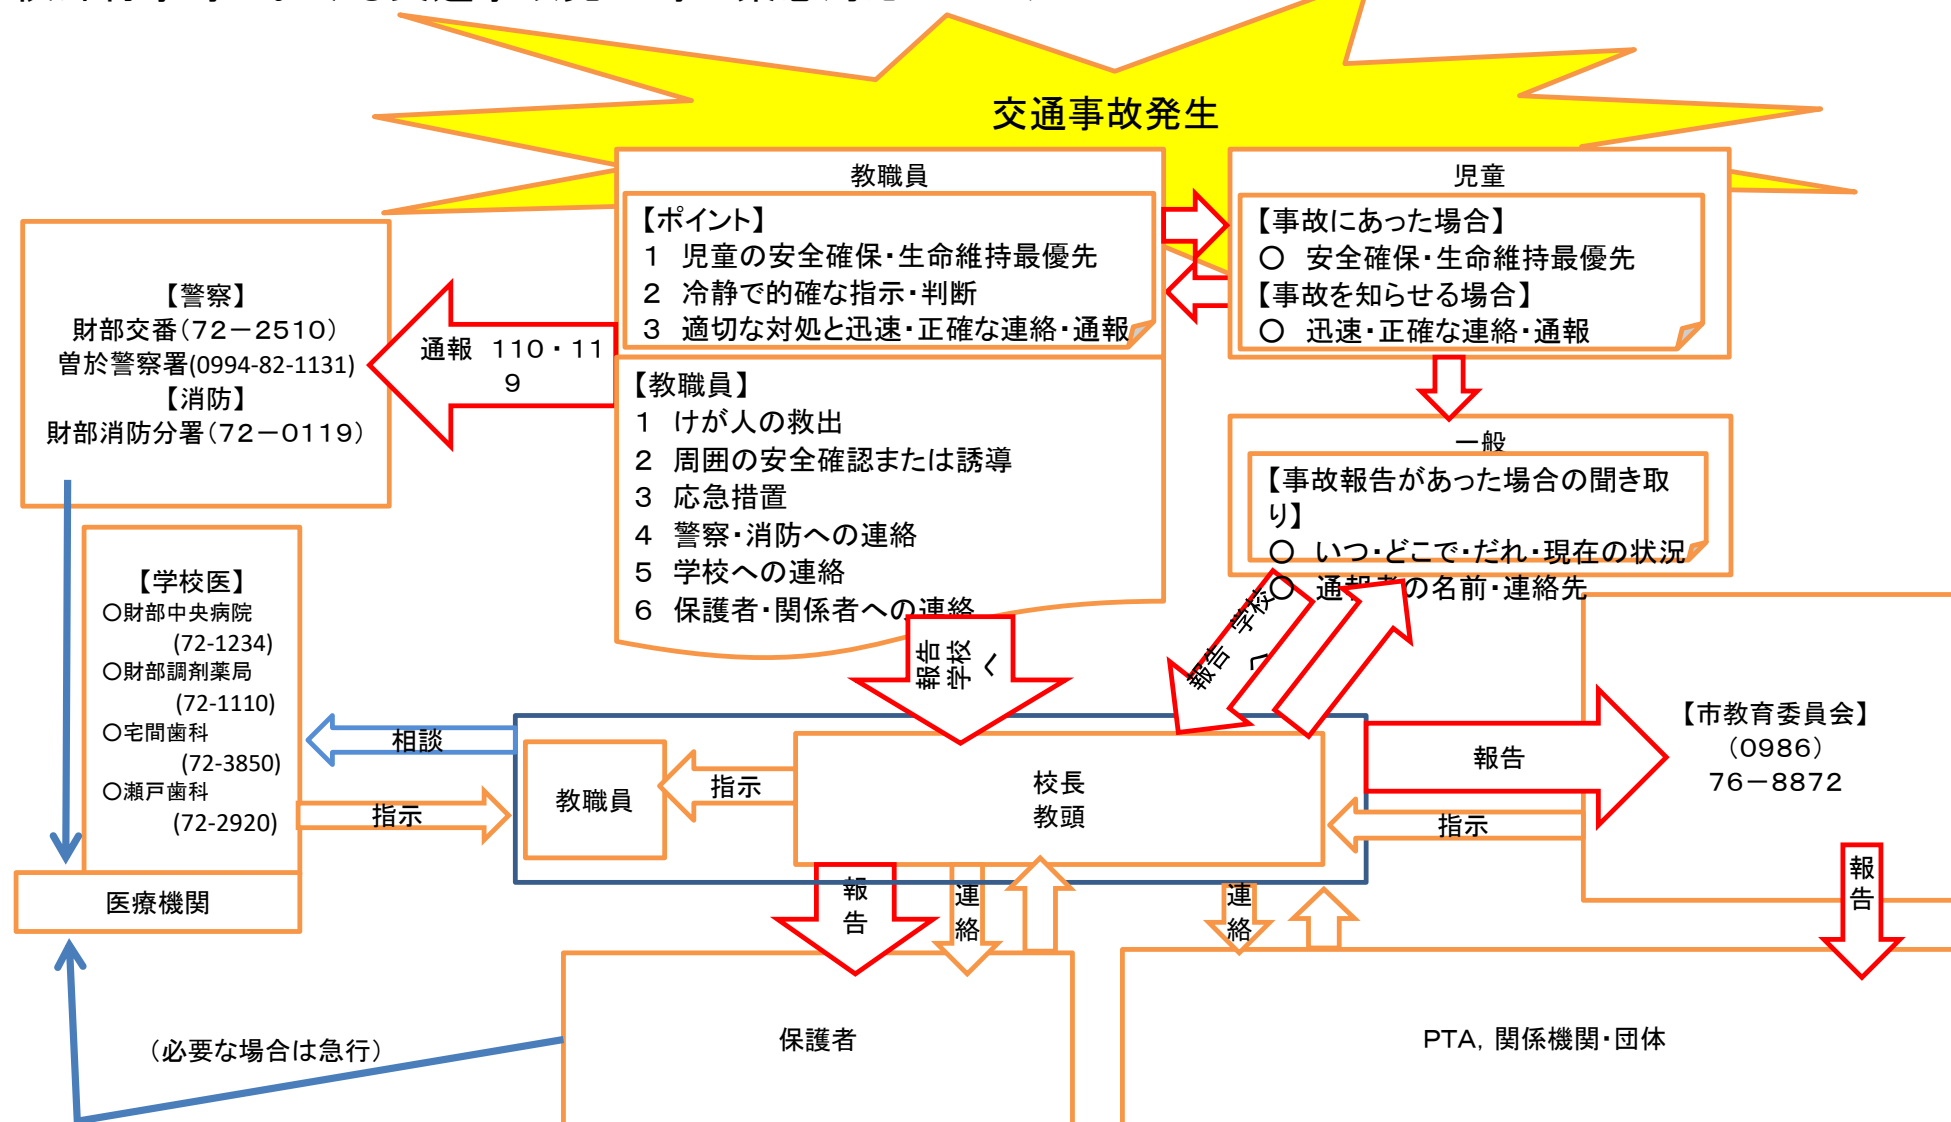 交通事故発生
教職員
【ポイント】
1 児童の安全確保・生命維持最優先
2 冷静で的確な指示・判断
3 適切な対処と迅速・正確な連絡・通報
児童
【事故にあった場合】
○ 安全確保・生命維持最優先
【事故を知らせる場合】
○ 迅速・正確な連絡・通報
【警察】
財部交番(72-2510)
曽於警察署(0994-82-1131)
【消防】
財部消防分署(72-0119)
通報 110・11
9
【教職員】
1 けが人の救出
2 周囲の安全確認または誘導
3 応急措置
4 警察・消防への連絡
5 学校への連絡
6 保護者・関係者への連絡
一般
【事故報告があった場合の聞き取
り】
○ いつ・どこで・だれ・現在の状況
○ 通報者の名前・連絡先
【学校医】
○財部中央病院
(72-1234)
○財部調剤薬局
(72-1110)
○宅間歯科
(72-3850)
○瀬戸歯科
(72-2920)
医療機関
学校へ
報告
学校へ
報告
相談
指示
教職員
指示
校長
教頭
報告
指示
【市教育委員会】
(0986)
76-8872
報告
連絡
連絡
報告
(必要な場合は急行)
保護者
PTA,関係機関・団体